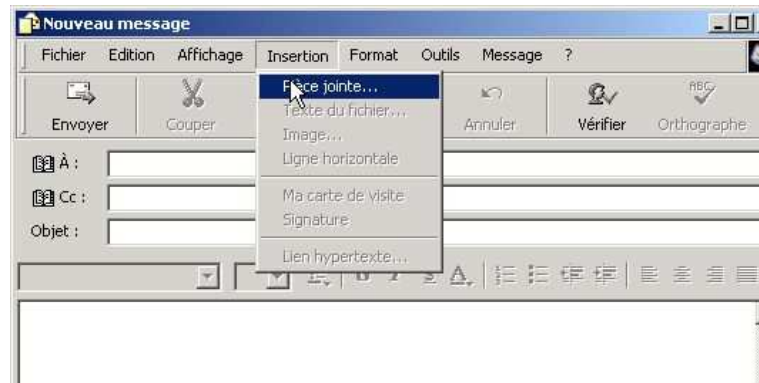 Nouveau message
Fichier Edition Affichage Insertion Format Outils Message ?
Envoyer Couper Annuler Vérifier Orthographe
ABC
Pièce jointe...
Texte du fichier...
Image...
Ligne horizontale
Ma carte de visite
Signature
Lien hypertexte...
À :
Cc :
Objet :